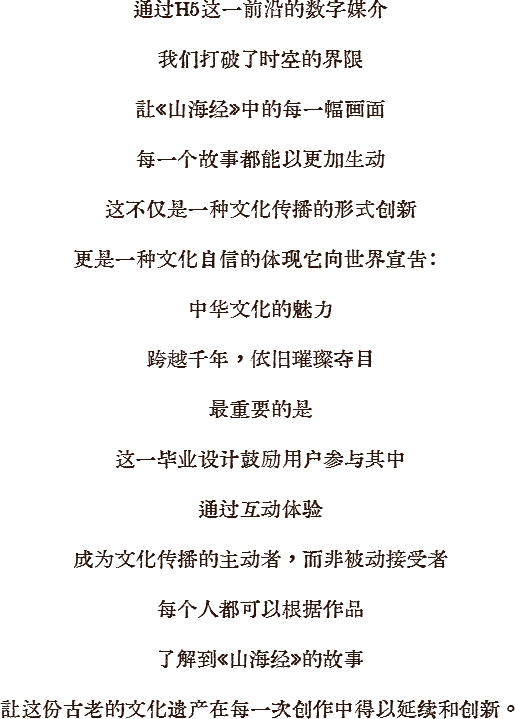 通过H5这一前沿的数字媒介
我们打破了时空的界限
訁上《山海经》中的每一幅画面
每一个故事都能以更加生动
这不仅是一种文化传播的形式创新
更是一种文化自信的体现它向世界宣告:
中华文化的魅力
跨越千年，依旧璀璨夺目
最重要的是
这一毕业设计鼓励用户参与其中
通过互动体验
成为文化传播的主动者，而非被动接受者
每个人都可以根据作品
了解到《山海经》的故事
訁上这份古老的文化遗产在每一次创作中得以延续和创新。